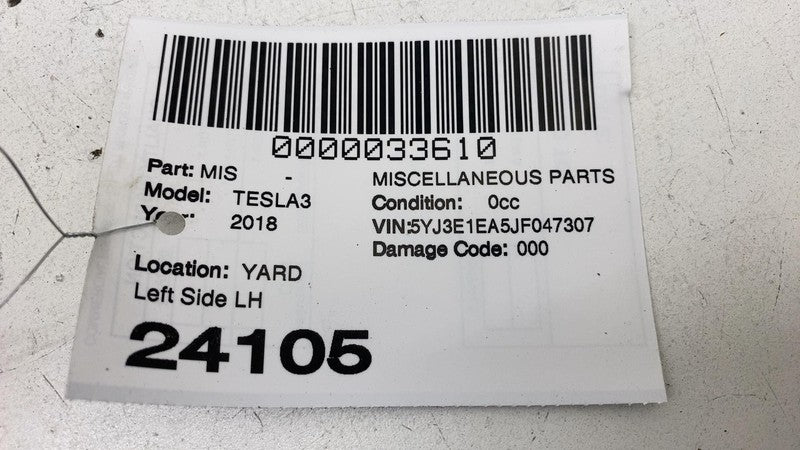 0000033610
Part: MIS - MISCELLANEOUS PARTS
Model: TESLA3 Condition: 0cc
2018 VIN:5YJ3E1EA5JF047307
Damage Code: 000
Location: YARD
Left Side LH
24105